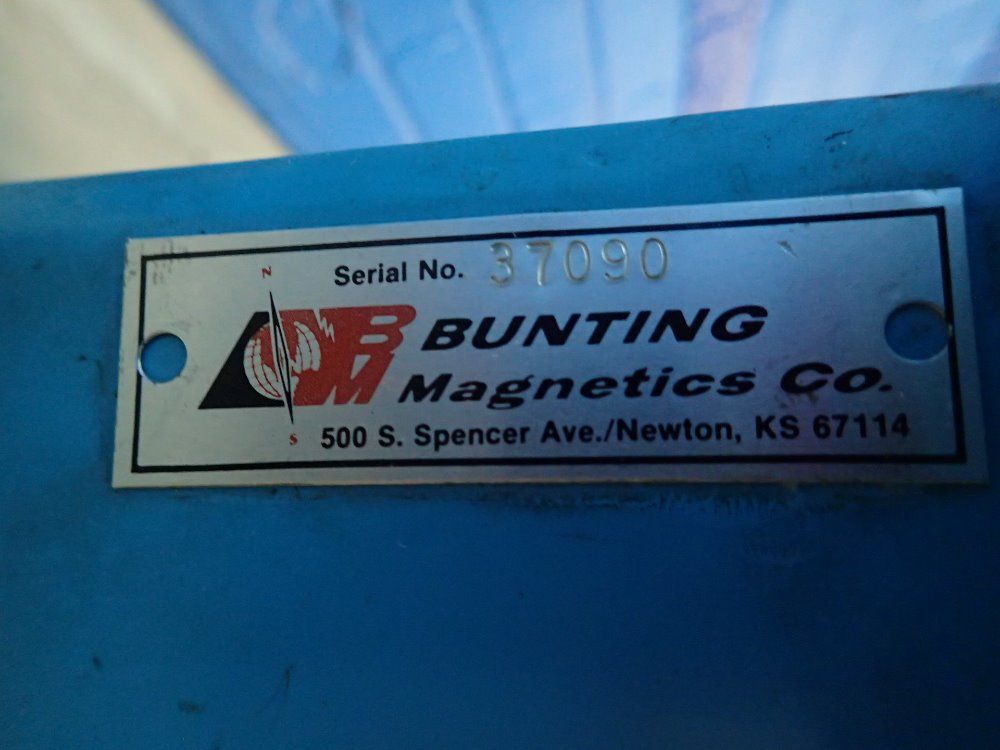 N
Serial No. 37090
B BUNTING
M Magnetics Co.
S 500 S. Spencer Ave./Newton, KS 67114